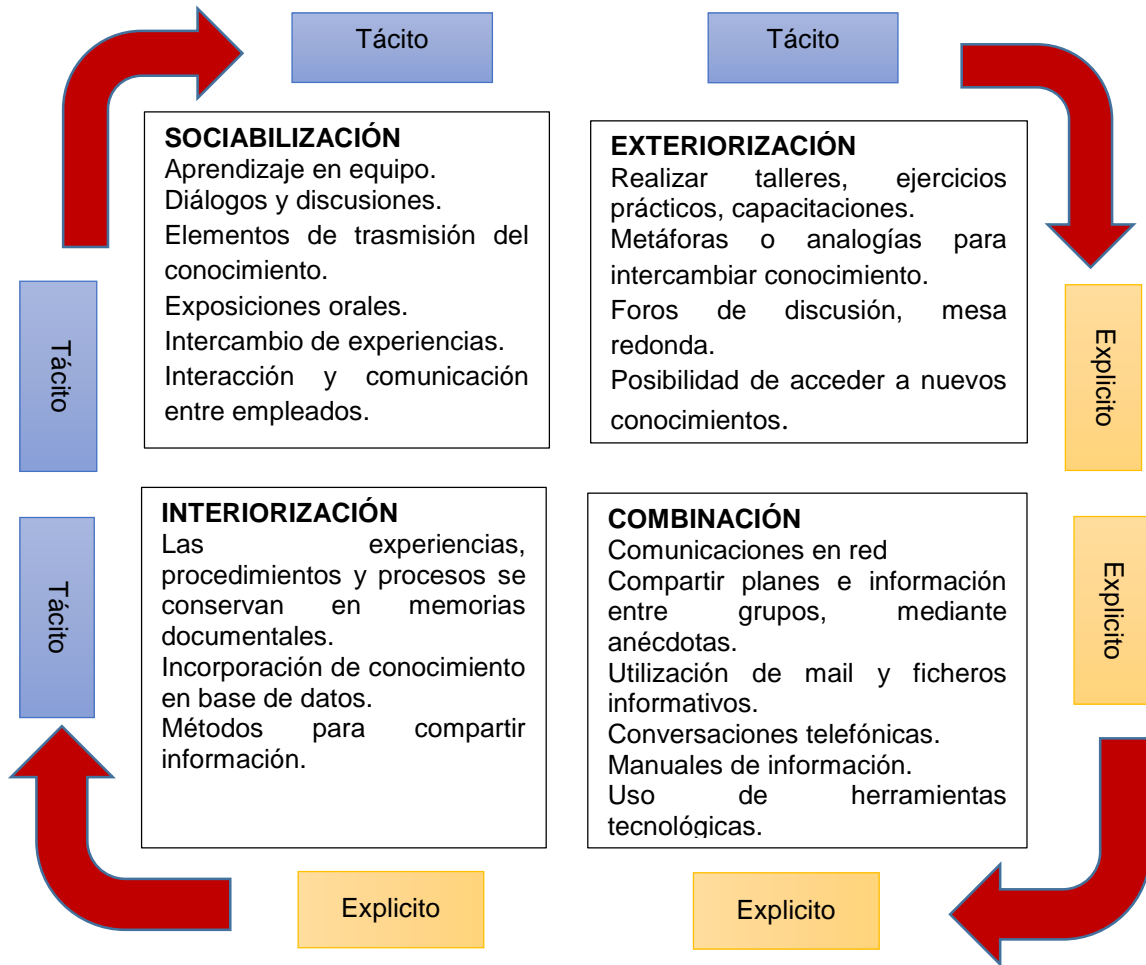 Tácito
Tácito
SOCIABILIZACIÓN
Aprendizaje en equipo.
Diálogos y discusiones.
Elementos de trasmisión del
conocimiento.
Exposiciones orales.
Intercambio de experiencias.
Interacción y comunicación
entre empleados.
EXTERIORIZACIÓN
Realizar talleres, ejercicios
prácticos, capacitaciones.
Metáforas o analogías para
intercambiar conocimiento.
Foros de discusión, mesa
redonda.
Posibilidad de acceder a nuevos
conocimientos.
Tácito
Explicito
INTERIORIZACIÓN
Las experiencias,
procedimientos y procesos se
conservan en memorias
documentales.
Incorporación de conocimiento
en base de datos.
Métodos para compartir
información.
COMBINACIÓN
Comunicaciones en red
Compartir planes e información
entre grupos, mediante
anécdotas.
Utilización de mail y ficheros
informativos.
Conversaciones telefónicas.
Manuales de información.
Uso de herramientas
tecnológicas.
Tácito
Explicito
Explicito
Explicito